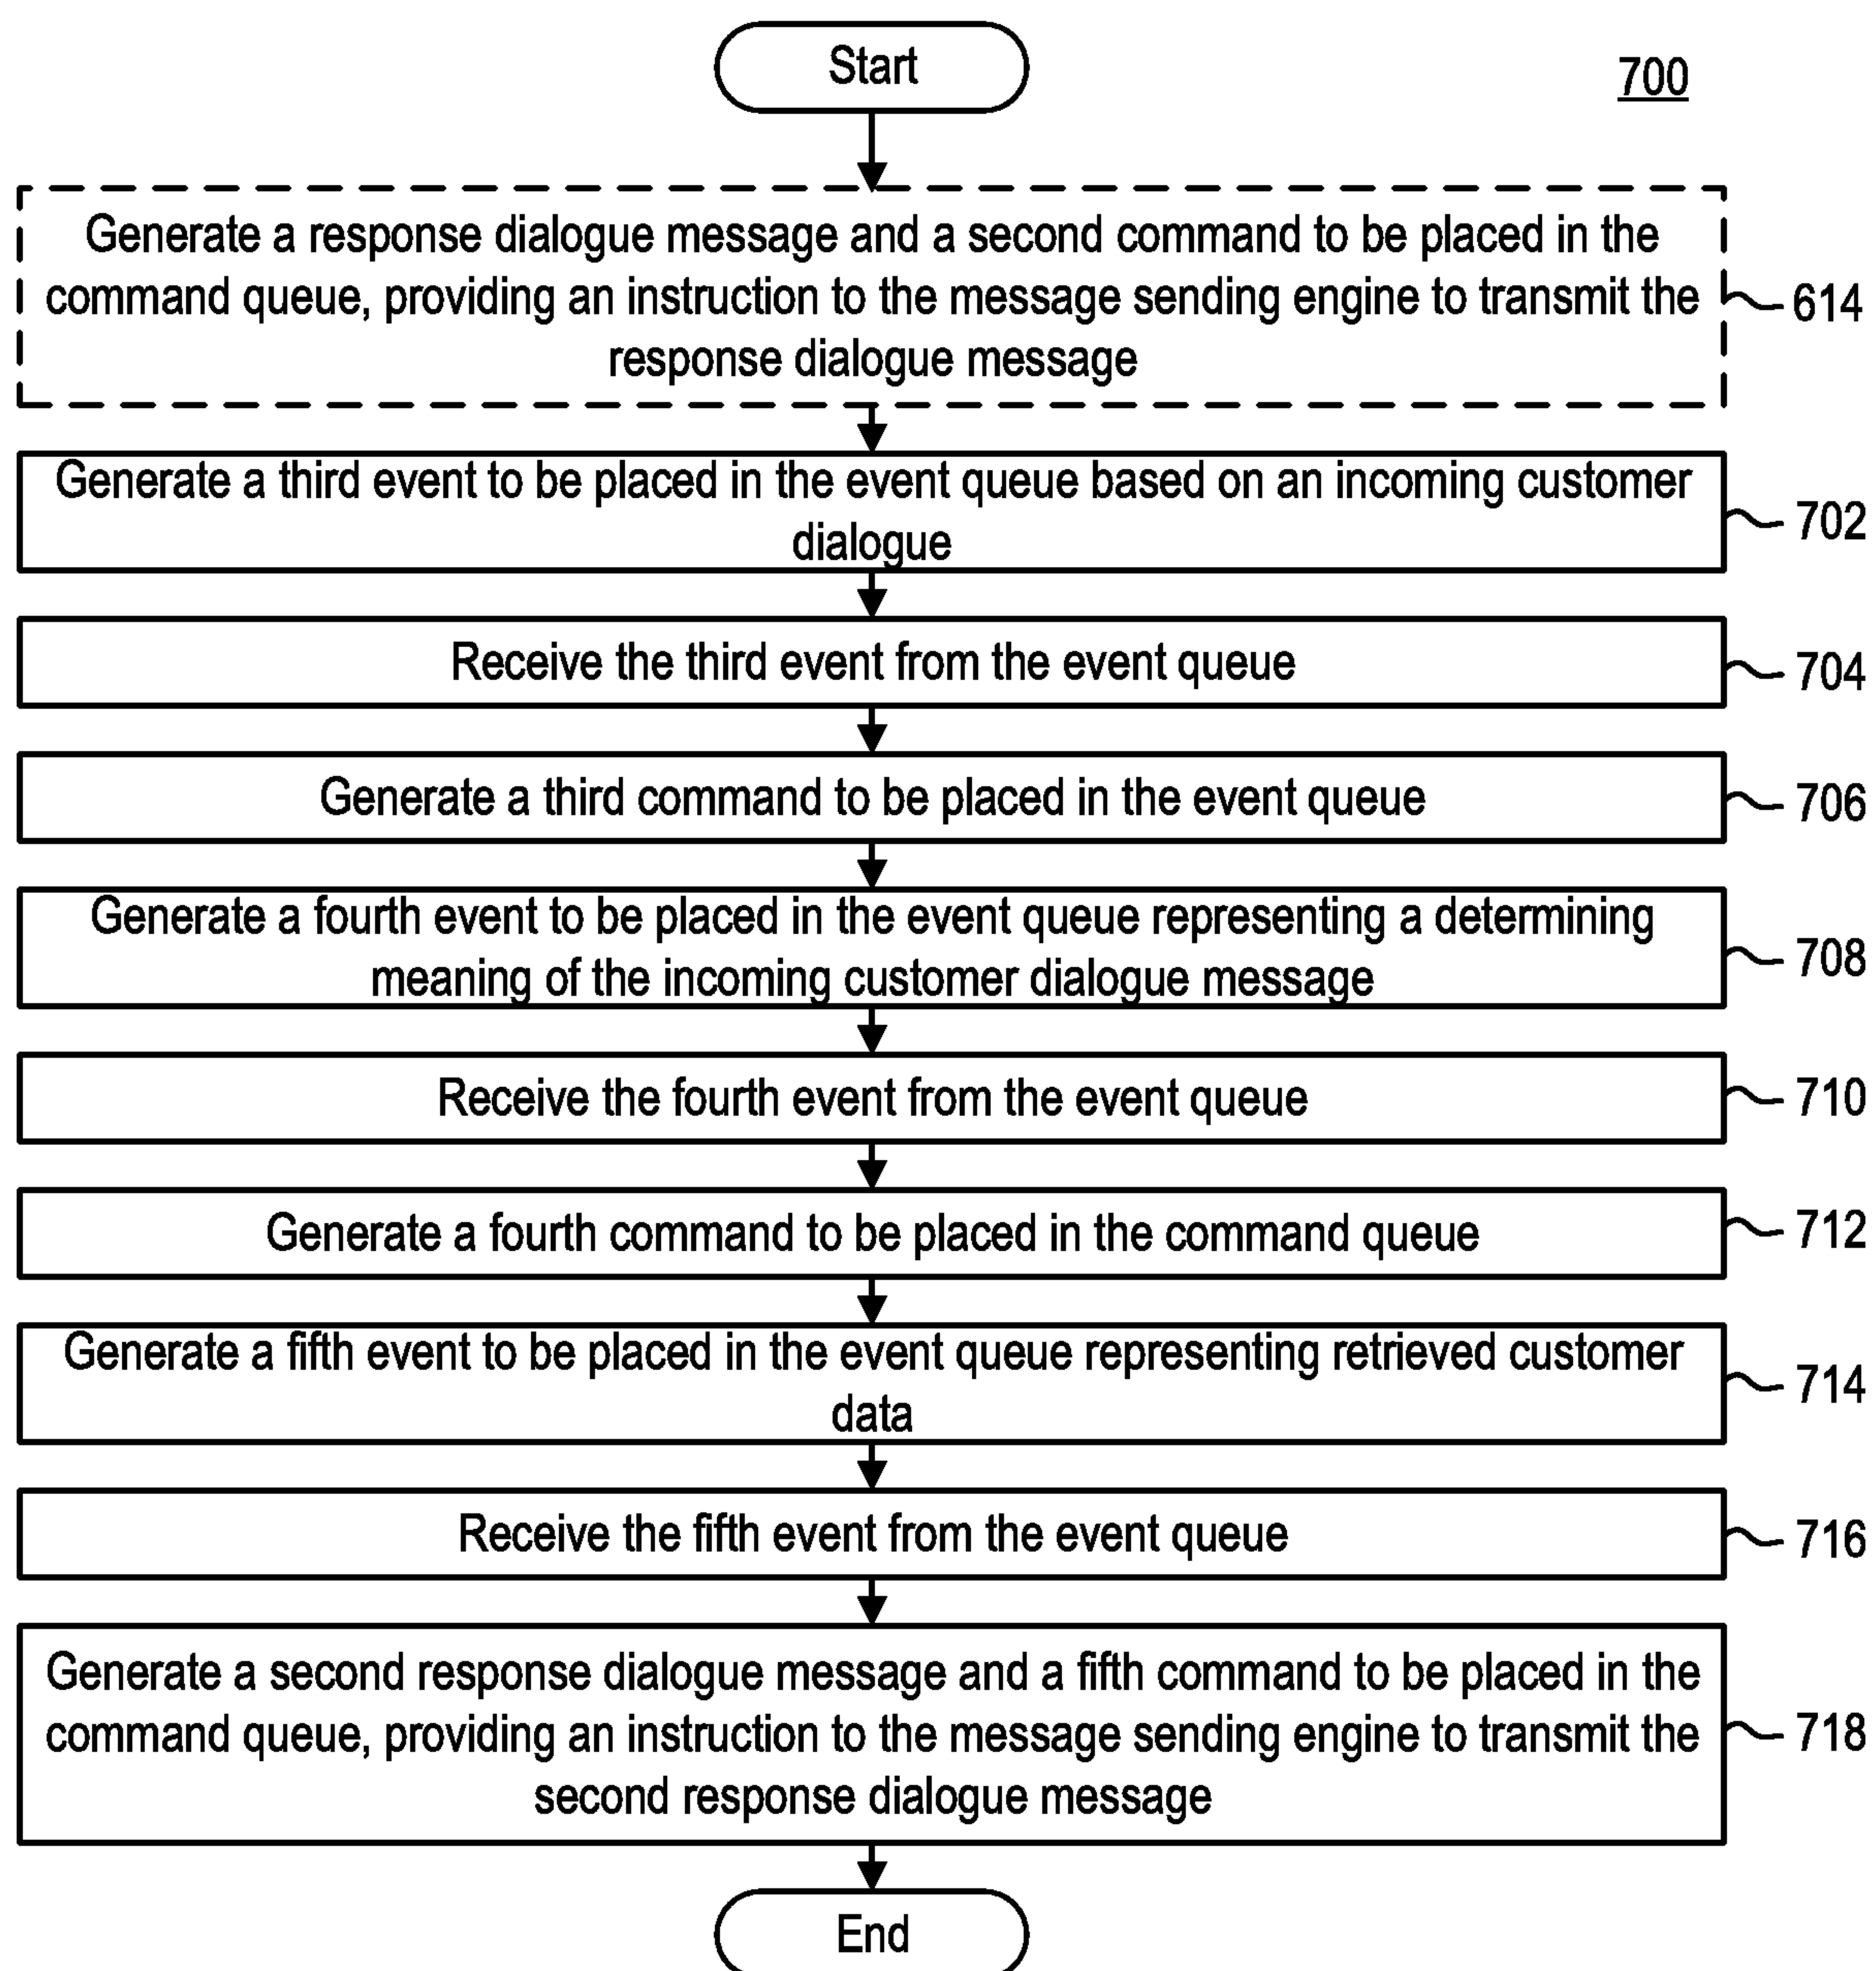 Start
700
Generate a response dialogue message and a second command to be placed in the
command queue, providing an instruction to the message sending engine to transmit the
response dialogue message
614
Generate a third event to be placed in the event queue based on an incoming customer
dialogue
702
Receive the third event from the event queue
704
Generate a third command to be placed in the event queue
706
Generate a fourth event to be placed in the event queue representing a determining
meaning of the incoming customer dialogue message
708
Receive the fourth event from the event queue
710
Generate a fourth command to be placed in the command queue
712
Generate a fifth event to be placed in the event queue representing retrieved customer
data
714
Receive the fifth event from the event queue
716
Generate a second response dialogue message and a fifth command to be placed in the
command queue, providing an instruction to the message sending engine to transmit the
second response dialogue message
718
End